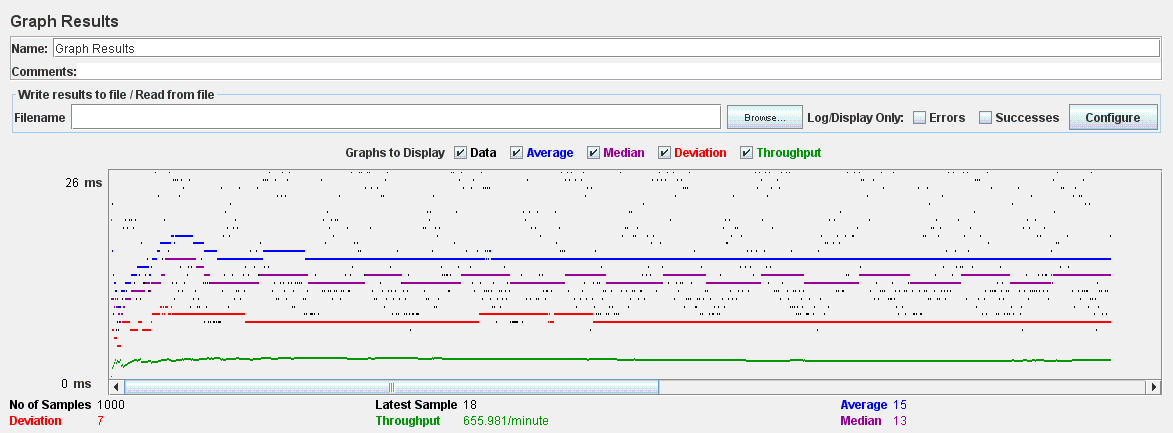 Graph Results
Name: Graph Results
Comments:
Write results to file / Read from file
Filename Browse... Log/Display Only: Errors Successes Configure
Graphs to Display Data Average Median Deviation Throughput
26 ms
0 ms
No of Samples 1000 Latest Sample 18 Average 15
Deviation 7 Throughput 655.981/minute Median 13